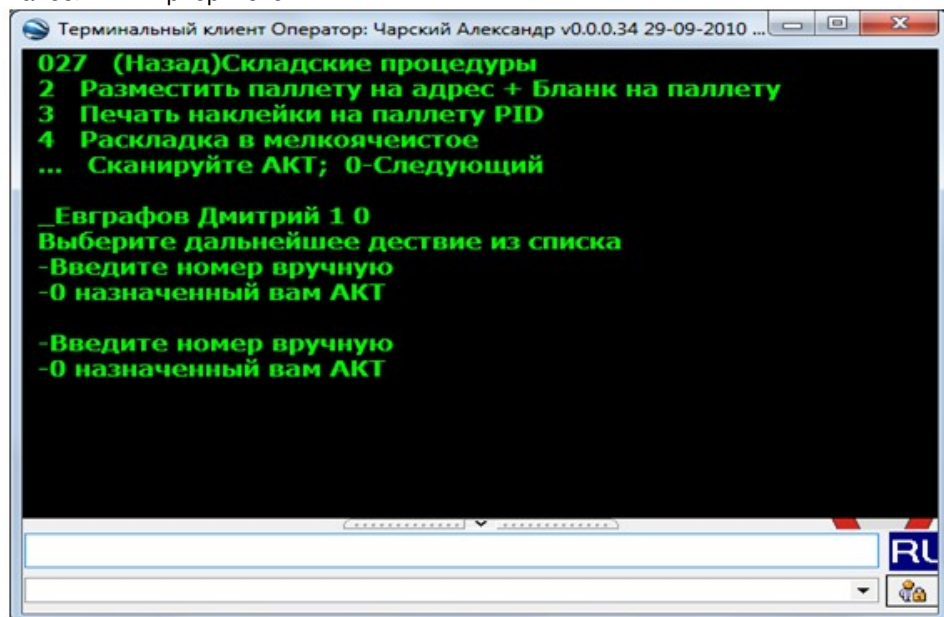 Терминальный клиент Оператор: Чарский Александр v0.0.0.34 29-09-2010 ...
027 (Назад)Складские процедуры
2 Разместить паллету на адрес + Бланк на паллету
3 Печать наклейки на паллету PID
4 Раскладка в мелкоячеистое
... Сканируйте АКТ; 0-Следующий
_Евграфов Дмитрий 1 0
Выберите дальнейшее дествие из списка
-Введите номер вручную
-0 назначенный вам АКТ
-Введите номер вручную
-0 назначенный вам АКТ
RU